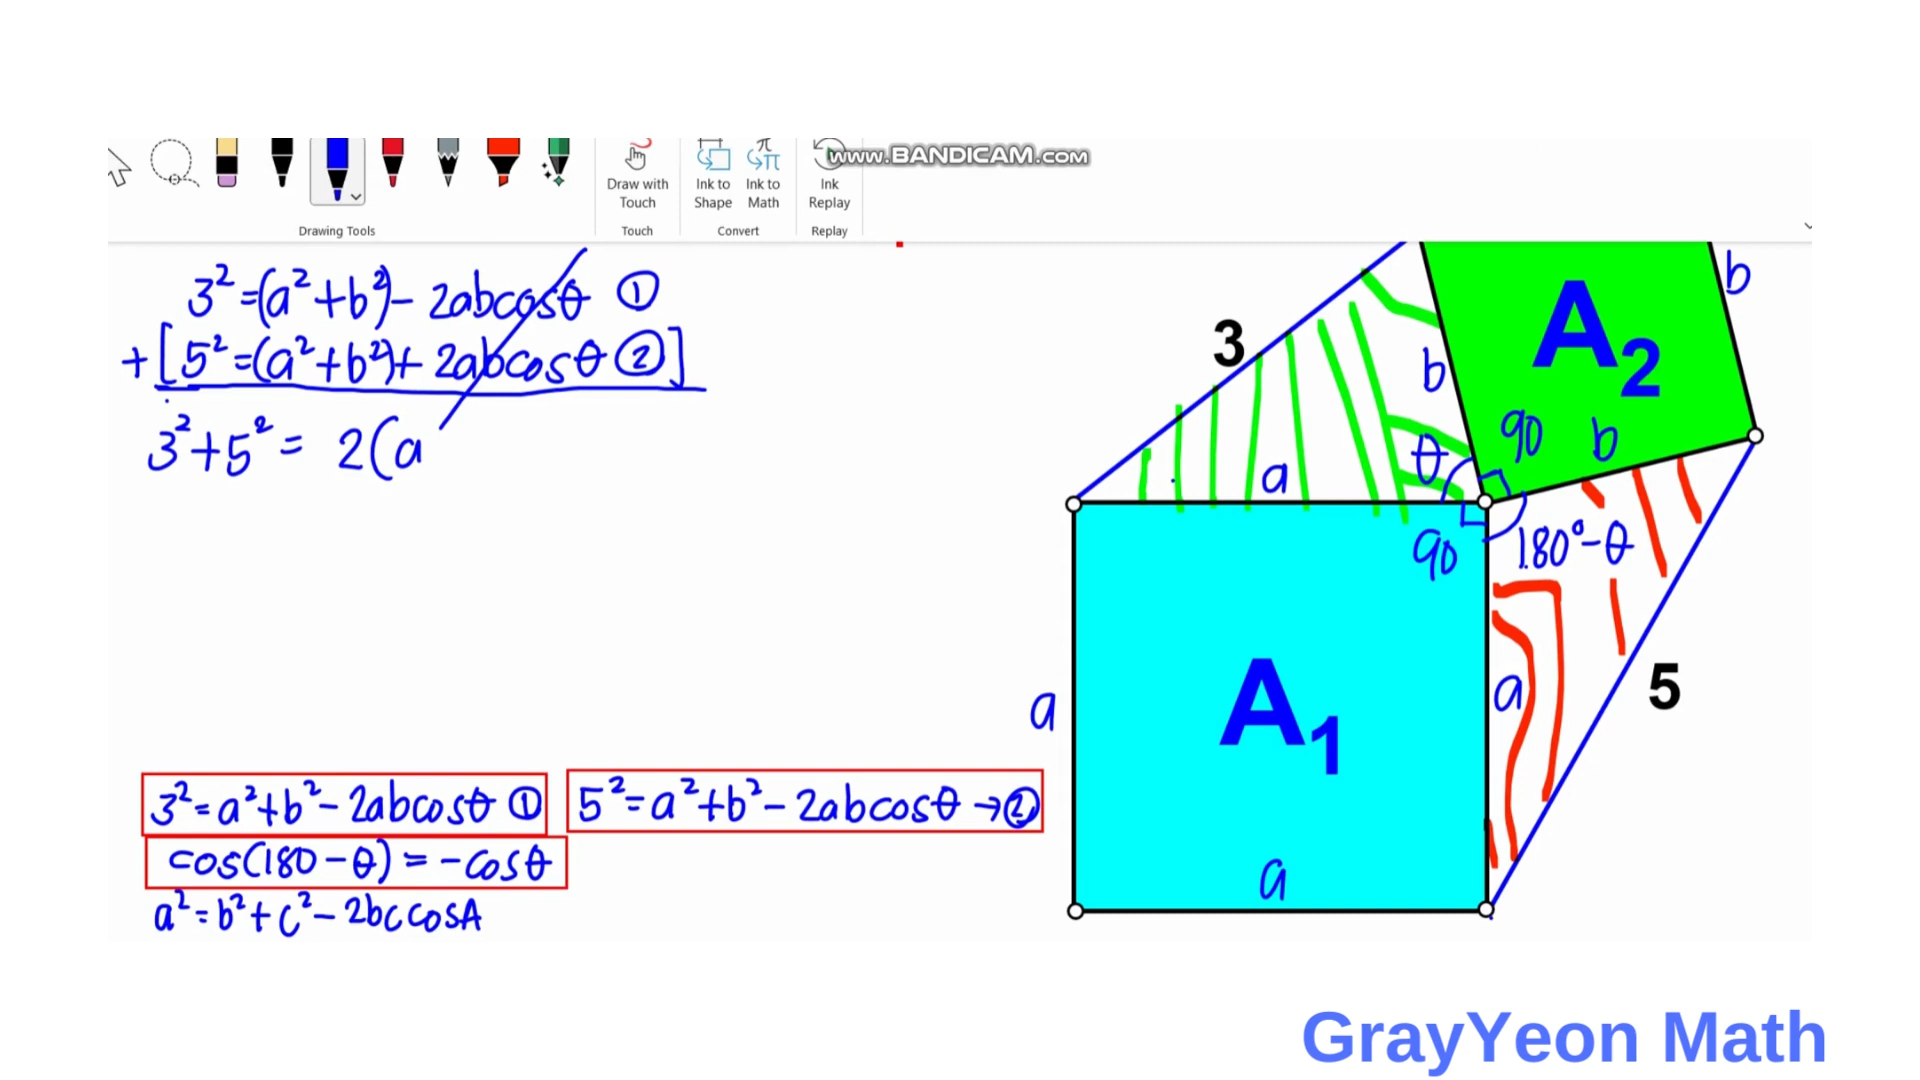 www.BANDICAM.com
Draw with Touch
Ink to Shape
Ink to Math
Ink Replay
Drawing Tools
Touch
Convert
Replay
3²=(a²+b²)-2abcosθ ①
+[5²=(a²+b²)+2abcosθ ②]
3²+5²= 2(a
3²=a²+b²-2abcosθ ①
5²=a²+b²-2abcosθ→②
cos(180-θ)=-cosθ
a²=b²+c²-2bccosA
b
A₂
3
b
90
b
θ
a
90
180°-θ
A₁
a
a
5
a
GrayYeon Math